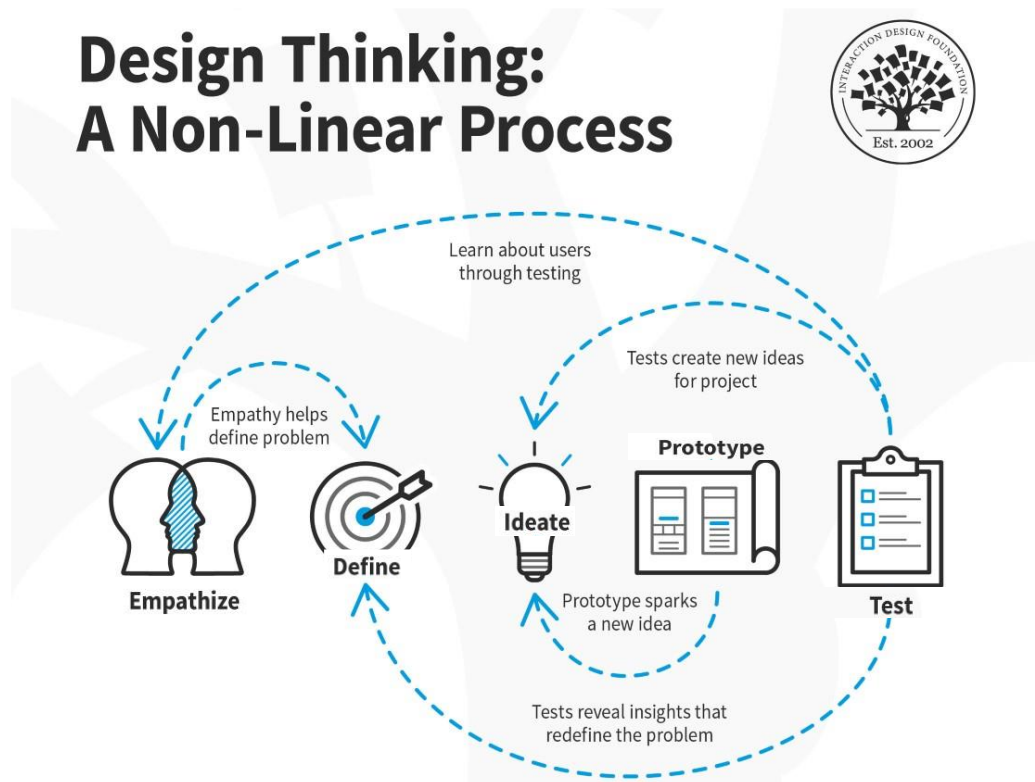 Design Thinking:
A Non-Linear Process
INTERACTION DESIGN FOUNDATION
Est. 2002
Learn about users
through testing
Tests create new ideas
for project
Empathy helps
define problem
Prototype
Ideate
Define
Empathize
Test
Prototype sparks
a new idea
Tests reveal insights that
redefine the problem